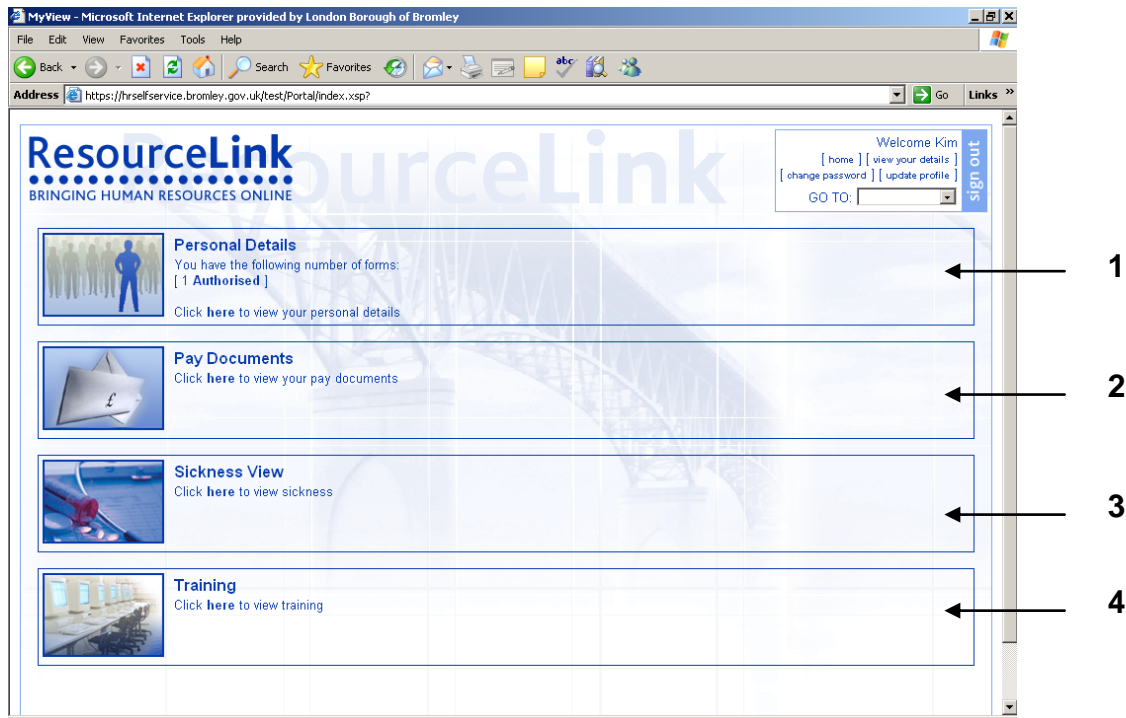 MyView - Microsoft Internet Explorer provided by London Borough of Bromley
File Edit View Favorites Tools Help
Back Search Favorites abc
Address https://hrselfservice.bromley.gov.uk/test/Portal/index.xsp? Go Links »
ResourceLink
ResourceLink
BRINGING HUMAN RESOURCES ONLINE
Welcome Kim
[ home ] [ view your details ]
[ change password ] [ update profile ]
GO TO:
sign out
Personal Details
You have the following number of forms:
[ 1 Authorised ]
Click here to view your personal details
1
Pay Documents
Click here to view your pay documents
£
2
Sickness View
Click here to view sickness
3
Training
Click here to view training
4